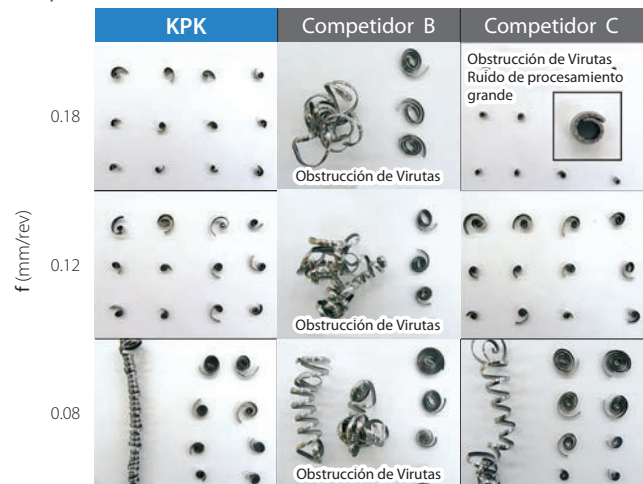 KPK
Competidor B
Competidor C
0.18
Obstrucción de Virutas
Obstrucción de Virutas
Ruido de procesamiento
grande
f (mm/rev)
0.12
Obstrucción de Virutas
0.08
Obstrucción de Virutas